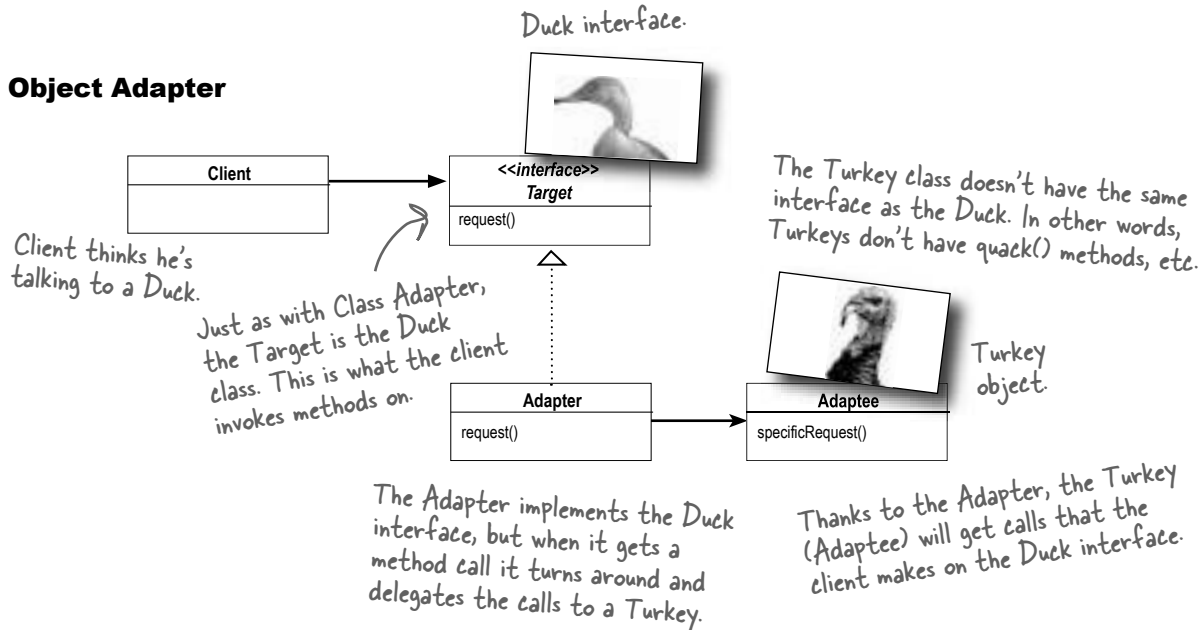 Duck interface.
Object Adapter
Client
<<interface>>
Target
request()
The Turkey class doesn't have the same
interface as the Duck. In other words,
Turkeys don't have quack() methods, etc.
Client thinks he's
talking to a Duck.
Just as with Class Adapter,
the Target is the Duck
class. This is what the client
invokes methods on.
Turkey
object.
Adapter
request()
Adaptee
specificRequest()
The Adapter implements the Duck
interface, but when it gets a
method call it turns around and
delegates the calls to a Turkey.
Thanks to the Adapter, the Turkey
(Adaptee) will get calls that the
client makes on the Duck interface.